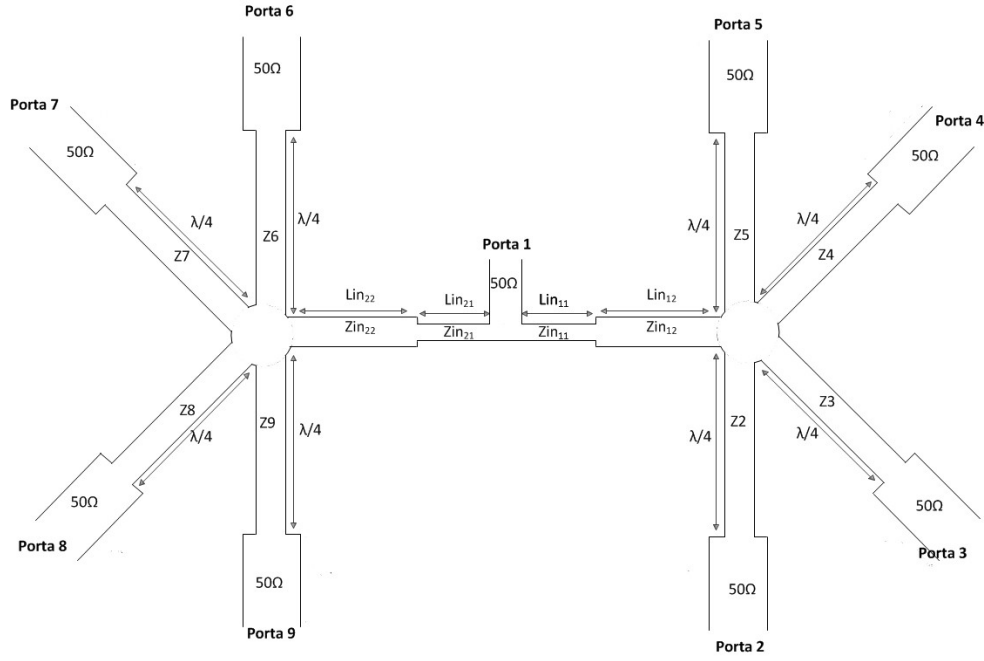 Porta 6
Porta 5
50Ω
50Ω
Porta 7
Porta 4
50Ω
50Ω
λ/4
λ/4
λ/4
λ/4
Z6
Z5
Z7
Z4
Porta 1
50Ω
Lin₂₂
Lin₂₁
Lin₁₁
Lin₁₂
Zin₂₂
Zin₂₁
Zin₁₁
Zin₁₂
Z8
Z9
Z2
Z3
λ/4
λ/4
λ/4
λ/4
50Ω
50Ω
Porta 8
Porta 3
50Ω
50Ω
Porta 9
Porta 2